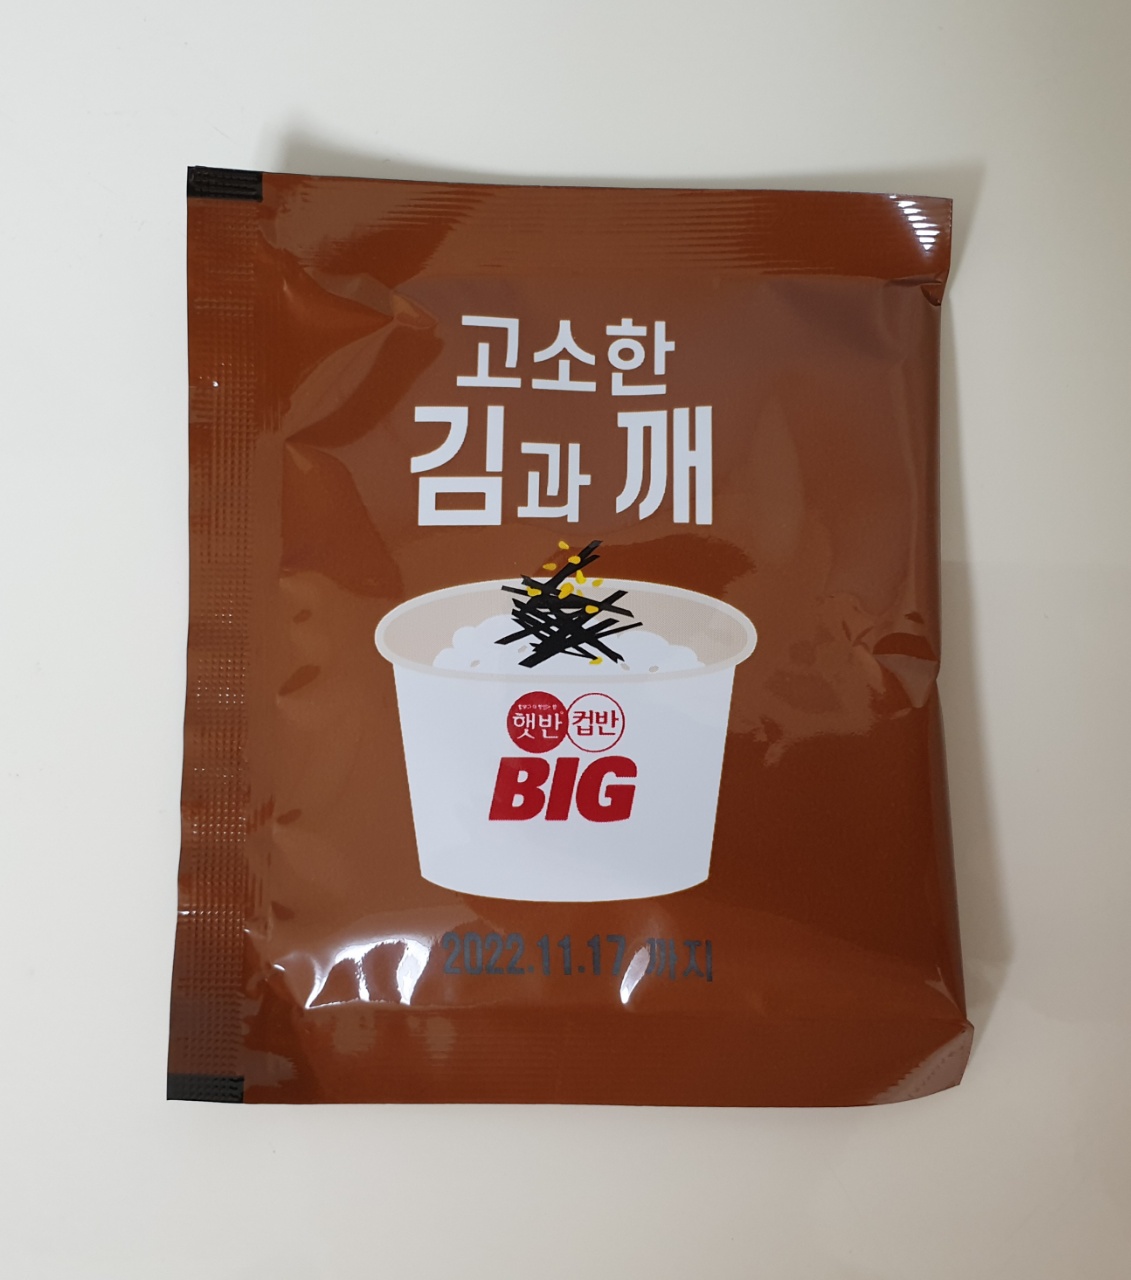 고소한
김과 깨
햇반 컵반
BIG
2022.11.17 까지